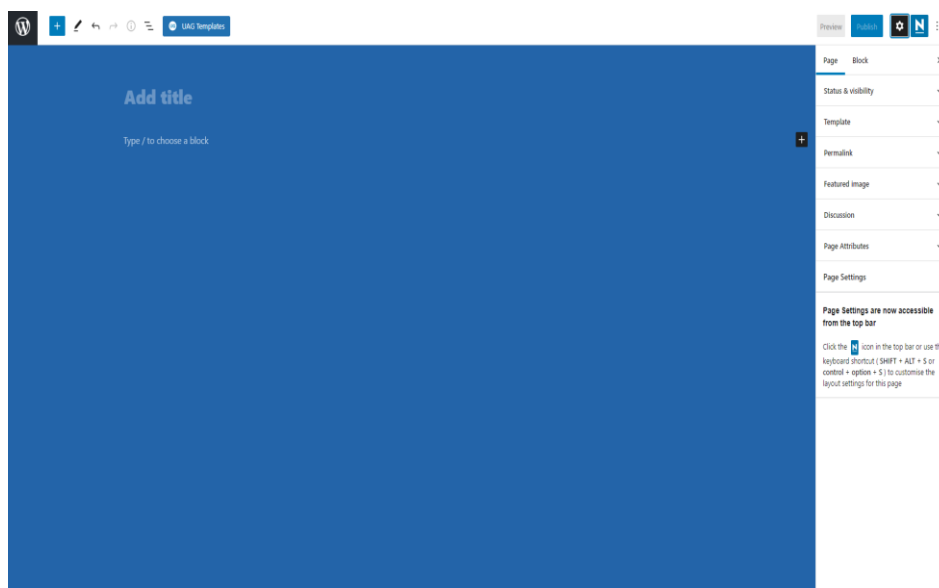 UAG Templates
Preview
Publish
Add title
Type / to choose a block
Page Block
Status & visibility
Template
Permalink
Featured image
Discussion
Page Attributes
Page Settings
Page Settings are now accessible
from the top bar
Click the N icon in the top bar or use th
keyboard shortcut ( SHIFT + ALT + S or
control + option + S ) to customise the
layout settings for this page